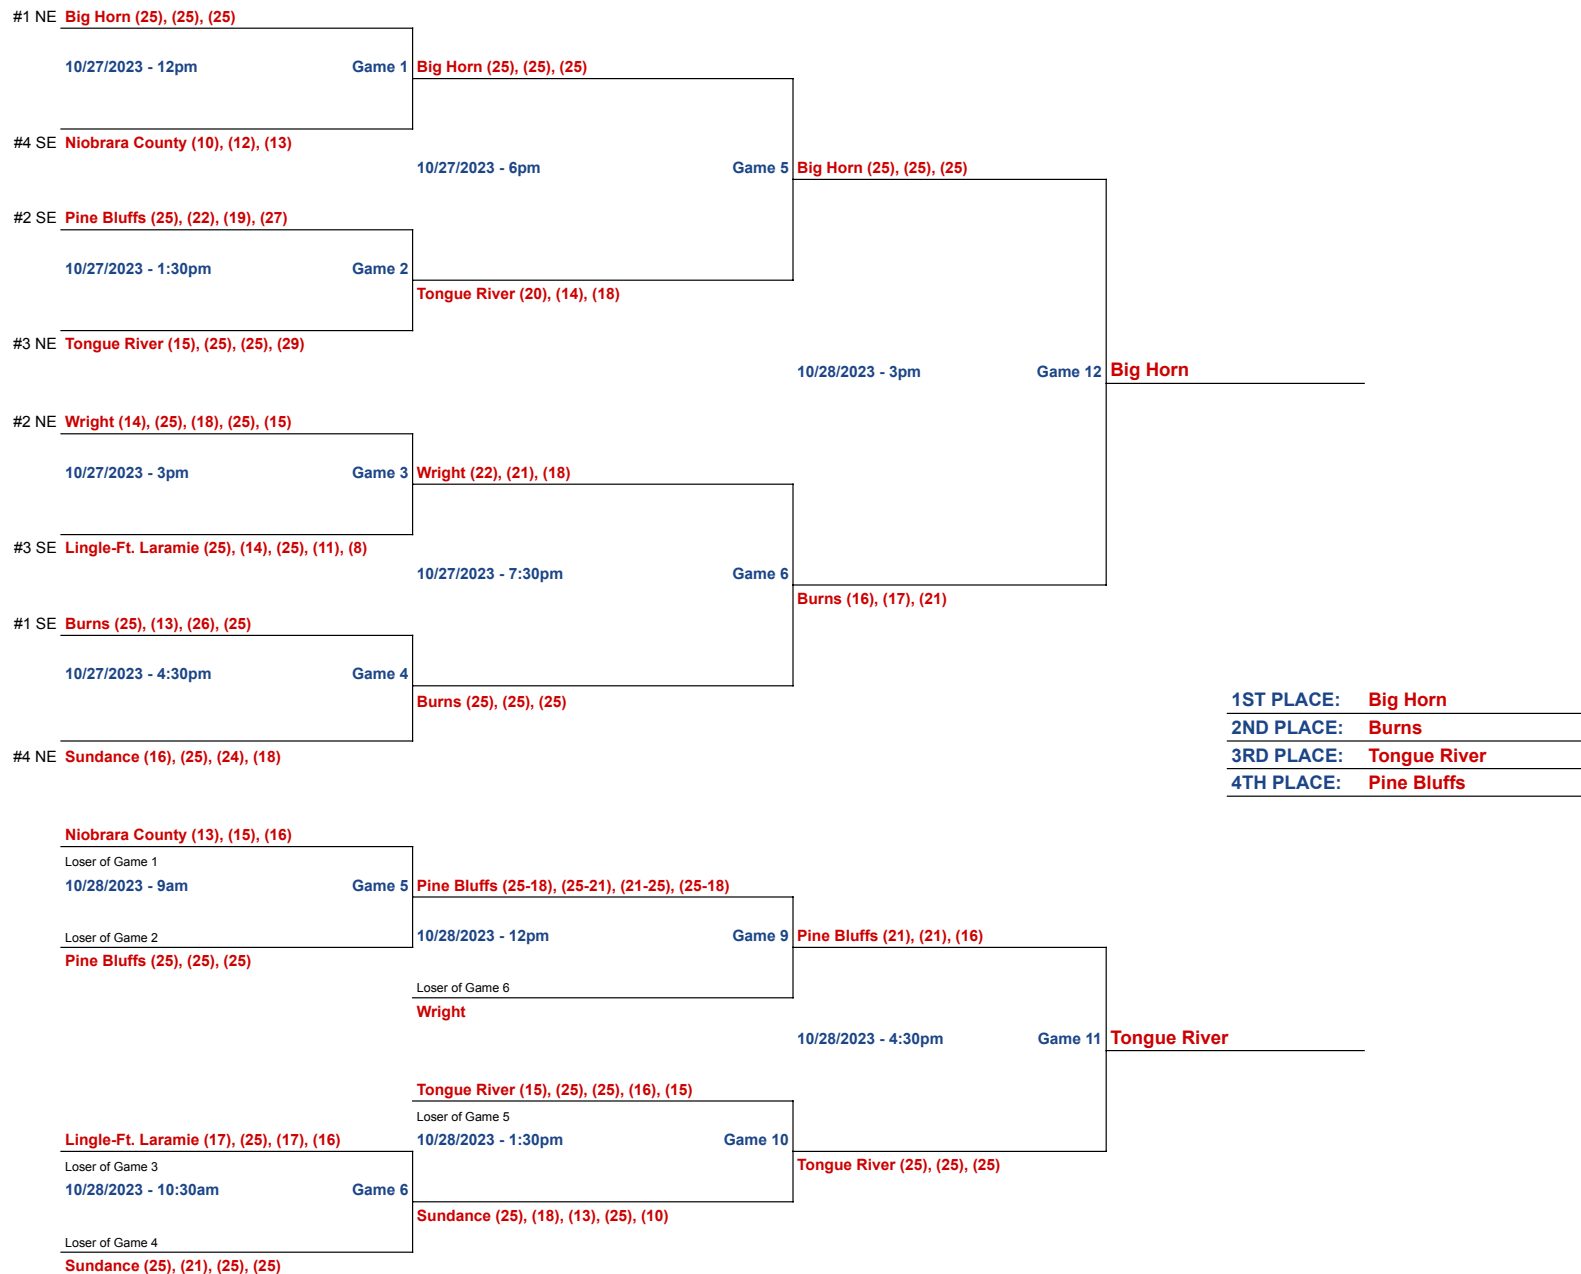 #1 NE Big Horn (25), (25), (25)
10/27/2023 - 12pm Game 1 Big Horn (25), (25), (25)
#4 SE Niobrara County (10), (12), (13)
10/27/2023 - 6pm Game 5 Big Horn (25), (25), (25)
#2 SE Pine Bluffs (25), (22), (19), (27)
10/27/2023 - 1:30pm Game 2
Tongue River (20), (14), (18)
#3 NE Tongue River (15), (25), (25), (29)
10/28/2023 - 3pm Game 12 Big Horn
#2 NE Wright (14), (25), (18), (25), (15)
10/27/2023 - 3pm Game 3 Wright (22), (21), (18)
#3 SE Lingle-Ft. Laramie (25), (14), (25), (11), (8)
10/27/2023 - 7:30pm Game 6
Burns (16), (17), (21)
#1 SE Burns (25), (13), (26), (25)
10/27/2023 - 4:30pm Game 4
Burns (25), (25), (25)
#4 NE Sundance (16), (25), (24), (18)
1ST PLACE: Big Horn
2ND PLACE: Burns
3RD PLACE: Tongue River
4TH PLACE: Pine Bluffs
Niobrara County (13), (15), (16)
Loser of Game 1
10/28/2023 - 9am Game 5 Pine Bluffs (25-18), (25-21), (21-25), (25-18)
Loser of Game 2
10/28/2023 - 12pm Game 9 Pine Bluffs (21), (21), (16)
Pine Bluffs (25), (25), (25)
Loser of Game 6
Wright
10/28/2023 - 4:30pm Game 11 Tongue River
Tongue River (15), (25), (25), (16), (15)
Loser of Game 5
Lingle-Ft. Laramie (17), (25), (17), (16)
10/28/2023 - 1:30pm Game 10
Loser of Game 3
Tongue River (25), (25), (25)
10/28/2023 - 10:30am Game 6
Sundance (25), (18), (13), (25), (10)
Loser of Game 4
Sundance (25), (21), (25), (25)